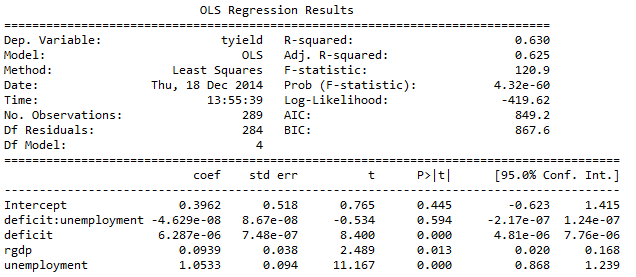 OLS Regression Results
==============================================================================
Dep. Variable: tyield R-squared: 0.630
Model: OLS Adj. R-squared: 0.625
Method: Least Squares F-statistic: 120.9
Date: Thu, 18 Dec 2014 Prob (F-statistic): 4.32e-60
Time: 13:55:39 Log-Likelihood: -419.62
No. Observations: 289 AIC: 849.2
Df Residuals: 284 BIC: 867.6
Df Model: 4
========================================================================================
coef std err t P>|t| [95.0% Conf. Int.]
----------------------------------------------------------------------------------------
Intercept 0.3962 0.518 0.765 0.445 -0.623 1.415
deficit:unemployment -4.629e-08 8.67e-08 -0.534 0.594 -2.17e-07 1.24e-07
deficit 6.287e-06 7.48e-07 8.400 0.000 4.81e-06 7.76e-06
rgdp 0.0939 0.038 2.489 0.013 0.020 0.168
unemployment 1.0533 0.094 11.167 0.000 0.868 1.239